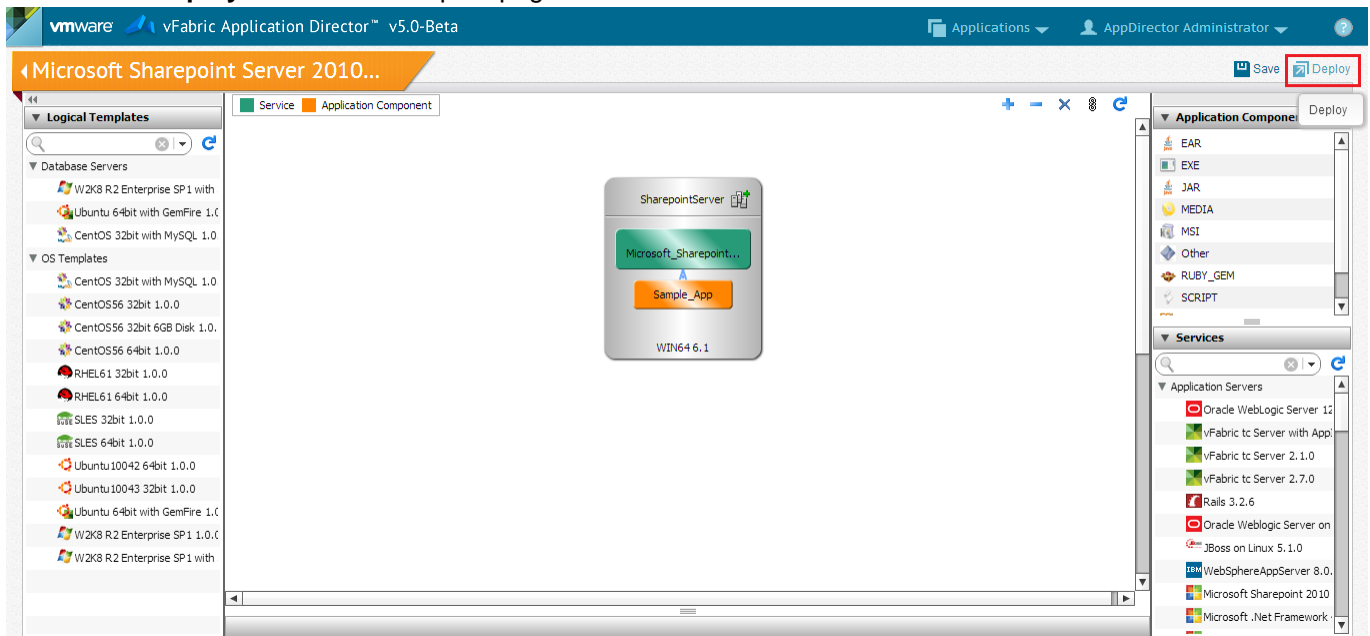 vmware vFabric Application Director™ v5.0-Beta
Applications
AppDirector Administrator
?
Microsoft Sharepoint Server 2010...
Save
Deploy
Deploy
Logical Templates
Database Servers
W2K8 R2 Enterprise SP1 with
Ubuntu 64bit with GemFire 1.0
CentOS 32bit with MySQL 1.0
OS Templates
CentOS 32bit with MySQL 1.0
CentOS56 32bit 1.0.0
CentOS56 32bit 6GB Disk 1.0.
CentOS56 64bit 1.0.0
RHEL61 32bit 1.0.0
RHEL61 64bit 1.0.0
SLES 32bit 1.0.0
SLES 64bit 1.0.0
Ubuntu10042 64bit 1.0.0
Ubuntu10043 32bit 1.0.0
Ubuntu 64bit with GemFire 1.0
W2K8 R2 Enterprise SP1 1.0.0
W2K8 R2 Enterprise SP1 with
Service
Application Component
SharepointServer
Microsoft_Sharepoint...
Sample_App
WIN64 6.1
Application Compone
EAR
EXE
JAR
MEDIA
MSI
Other
RUBY_GEM
SCRIPT
Services
Application Servers
Oracle WebLogic Server 12
vFabric tc Server with App
vFabric tc Server 2.1.0
vFabric tc Server 2.7.0
Rails 3.2.6
Oracle Weblogic Server on
JBoss on Linux 5.1.0
WebSphereAppServer 8.0.
Microsoft Sharepoint 2010
Microsoft .Net Framework